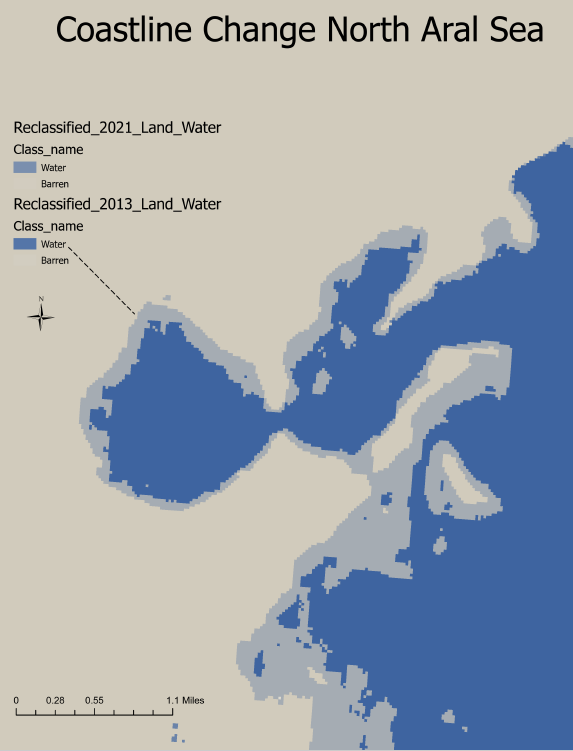 Coastline Change North Aral Sea
Reclassified_2021_Land_Water
Class_name
Water
Barren
Reclassified_2013_Land_Water
Class_name
Water
Barren
N
0 0.28 0.55 1.1 Miles